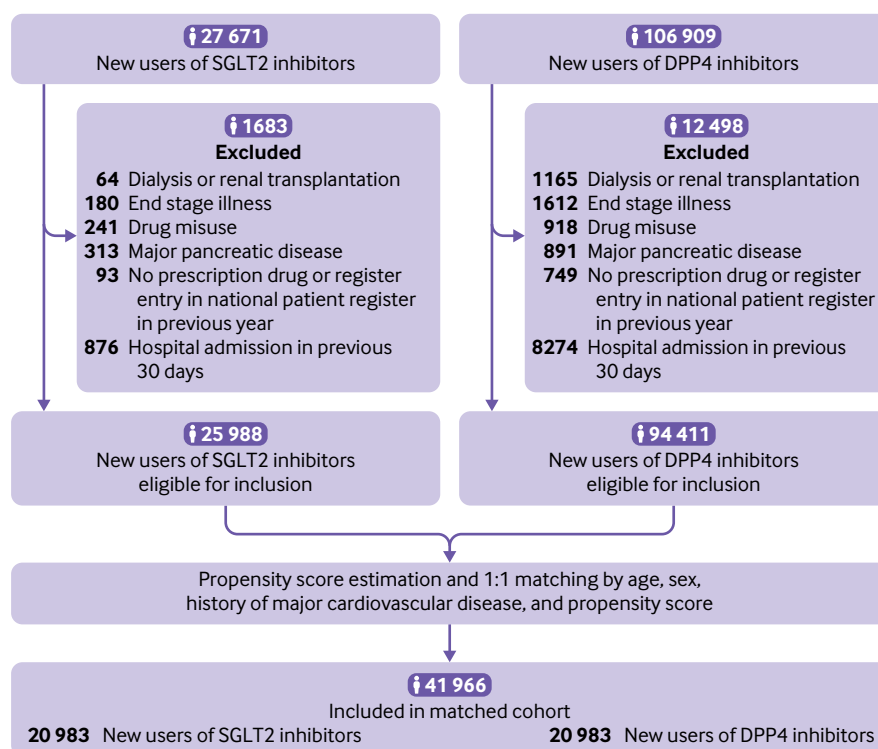 27 671
New users of SGLT2 inhibitors
106 909
New users of DPP4 inhibitors
1683
Excluded
64 Dialysis or renal transplantation
180 End stage illness
241 Drug misuse
313 Major pancreatic disease
93 No prescription drug or register
entry in national patient register
in previous year
876 Hospital admission in previous
30 days
12 498
Excluded
1165 Dialysis or renal transplantation
1612 End stage illness
918 Drug misuse
891 Major pancreatic disease
749 No prescription drug or register
entry in national patient register
in previous year
8274 Hospital admission in previous
30 days
25 988
New users of SGLT2 inhibitors
eligible for inclusion
94 411
New users of DPP4 inhibitors
eligible for inclusion
Propensity score estimation and 1:1 matching by age, sex,
history of major cardiovascular disease, and propensity score
41 966
Included in matched cohort
20 983 New users of SGLT2 inhibitors
20 983 New users of DPP4 inhibitors